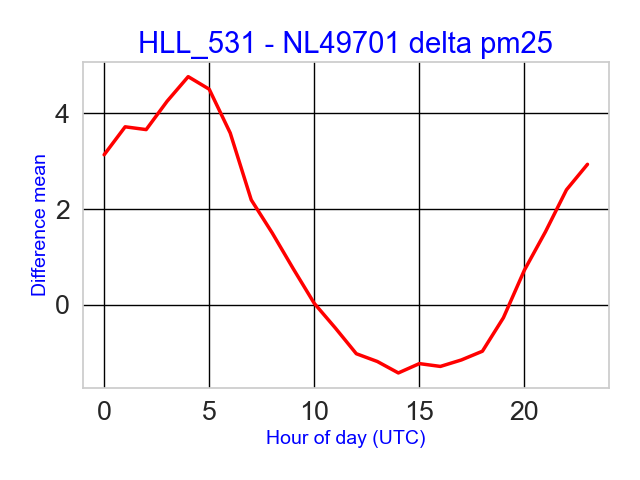 HLL_531 - NL49701 delta pm25
Difference mean
4
2
0
0 5 10 15 20
Hour of day (UTC)